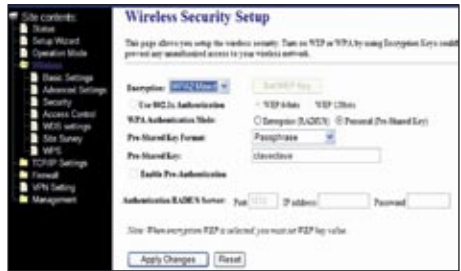 Site contents:
Status
Setup Wizard
Operation Mode
Wireless
Basic Settings
Advanced Settings
Security
Access Control
WDS settings
Site Survey
WPS
TCP/IP Settings
Firewall
VPN Setting
Management
Wireless Security Setup
This page allows you setup the wireless security. Turn on WEP or WPA by using Encryption Keys could
prevent any unauthorized access to your wireless network.
Encryption: Set WEP Key
Use 802.1x Authentication WEP 64bits WEP 128bits
WPA Authentication Mode: Enterprise (RADIUS) Personal (Pre-Shared Key)
Pre-Shared Key Format: Passphrase
Pre-Shared Key: claveclave
Enable Pre-Authentication
Authentication RADIUS Server: Port IP address Password
Note: When encryption WEP is selected, you must set WEP key value.
Apply Changes Reset